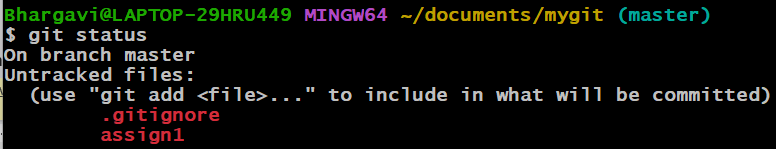 Bhargavi@LAPTOP-29HRU449 MINGW64 ~/documents/mygit (master)
$ git status
On branch master
Untracked files:
  (use "git add <file>..." to include in what will be committed)
        .gitignore
        assign1